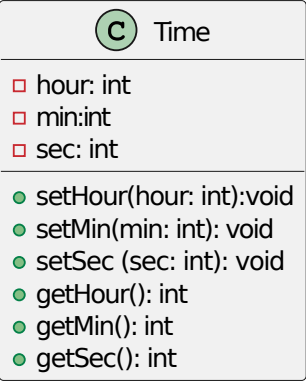 C Time
hour: int
min:int
sec: int
setHour(hour: int):void
setMin(min: int): void
setSec (sec: int): void
getHour(): int
getMin(): int
getSec(): int